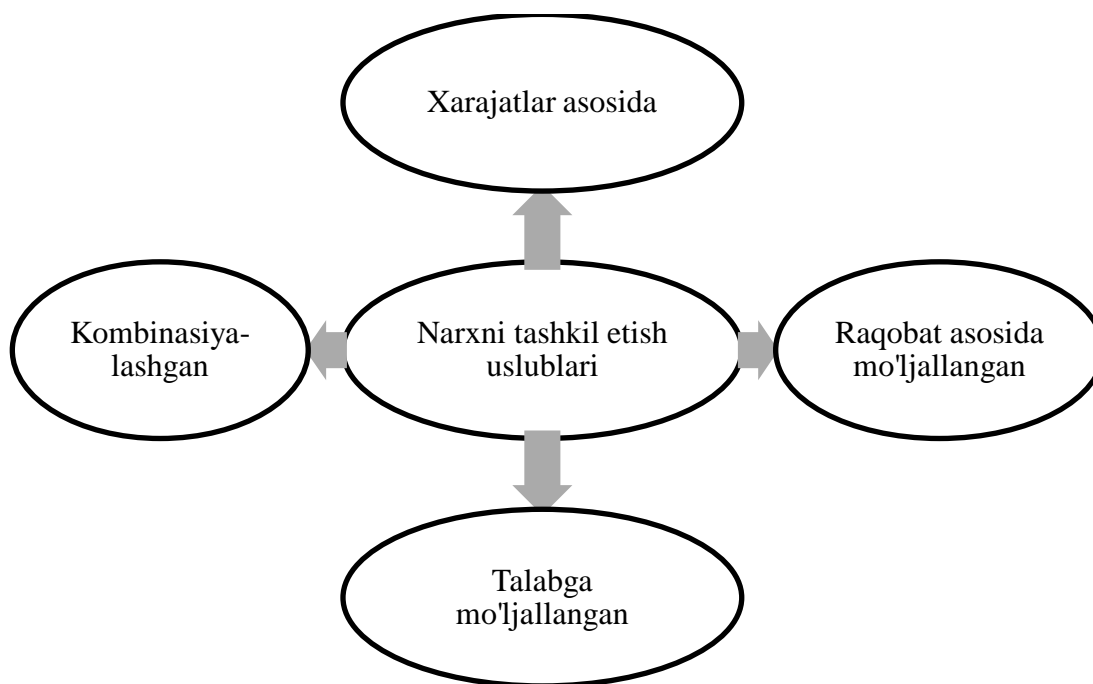 Xarajatlar asosida
Kombinasiya-
lashgan
Narxni tashkil etish
uslublari
Raqobat asosida
mo'ljallangan
Talabga
mo'ljallangan